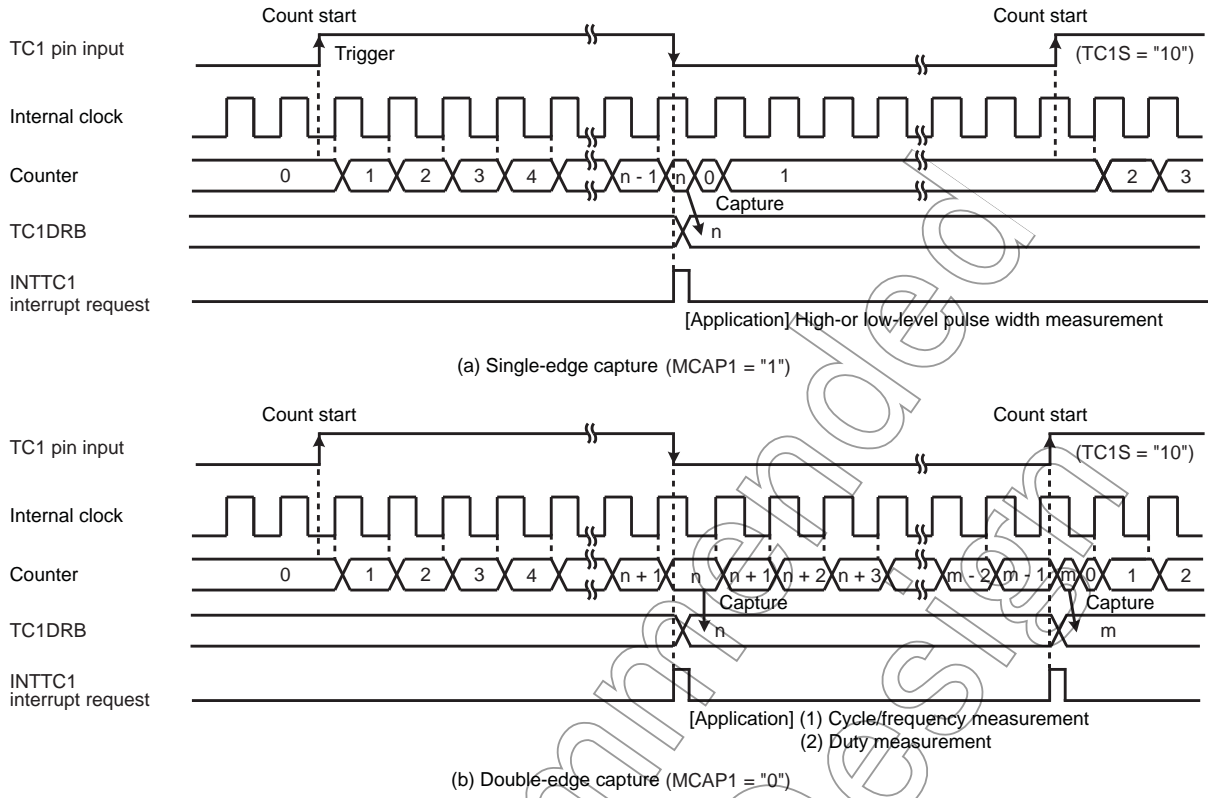 Count start Count start
TC1 pin input Trigger (TC1S = "10")
Internal clock
Counter 0 1 2 3 4 n - 1 n 0 1 2 3
Capture
TC1DRB n
INTTC1
interrupt request
[Application] High-or low-level pulse width measurement
(a) Single-edge capture (MCAP1 = "1")
Count start Count start
TC1 pin input (TC1S = "10")
Internal clock
Counter 0 1 2 3 4 n + 1 n n + 1 n + 2 n + 3 m - 2 m - 1 m 0 1 2
Capture Capture
TC1DRB n m
INTTC1
interrupt request
[Application] (1) Cycle/frequency measurement
(2) Duty measurement
(b) Double-edge capture (MCAP1 = "0")